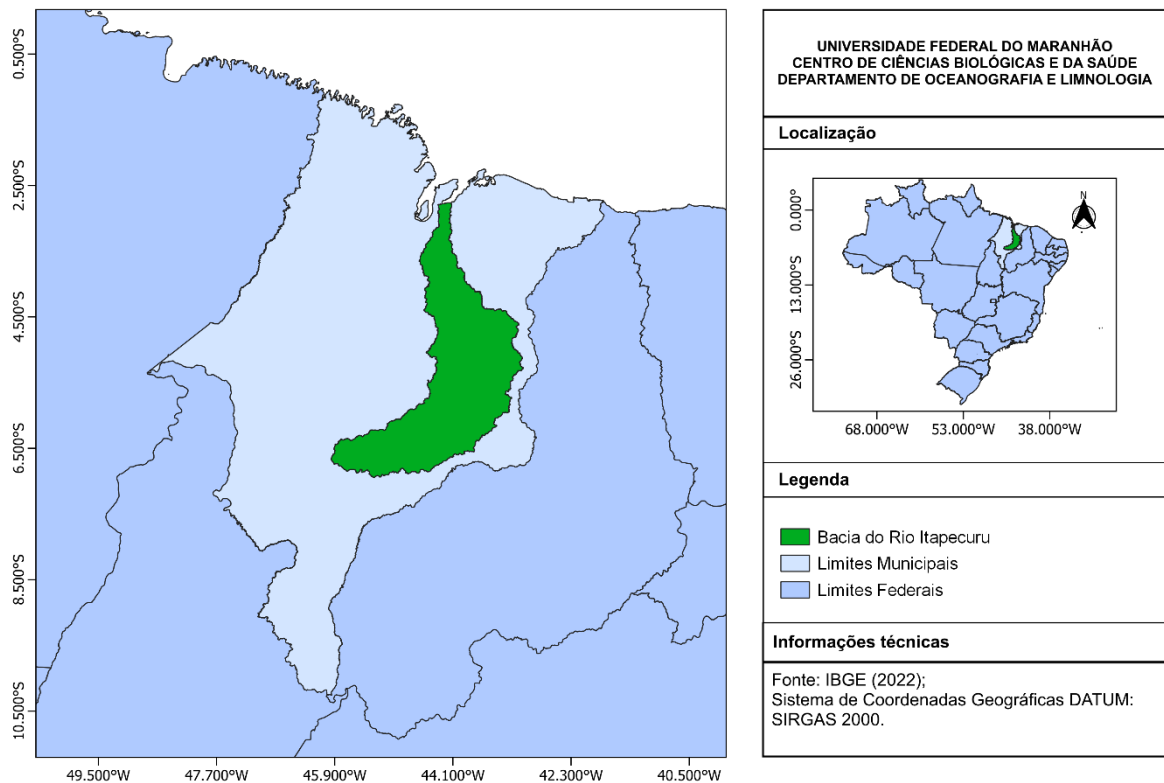 0.500°S
2.500°S
4.500°S
6.500°S
8.500°S
10.500°S
49.500°W
47.700°W
45.900°W
44.100°W
42.300°W
40.500°W
UNIVERSIDADE FEDERAL DO MARANHÃO
CENTRO DE CIÊNCIAS BIOLÓGICAS E DA SAÚDE
DEPARTAMENTO DE OCEANOGRAFIA E LIMNOLOGIA
Localização
N
0.000°
13.000°S
26.000°S
68.000°W
53.000°W
38.000°W
Legenda
Bacia do Rio Itapecuru
Limites Municipais
Limites Federais
Informações técnicas
Fonte: IBGE (2022);
Sistema de Coordenadas Geográficas DATUM:
SIRGAS 2000.